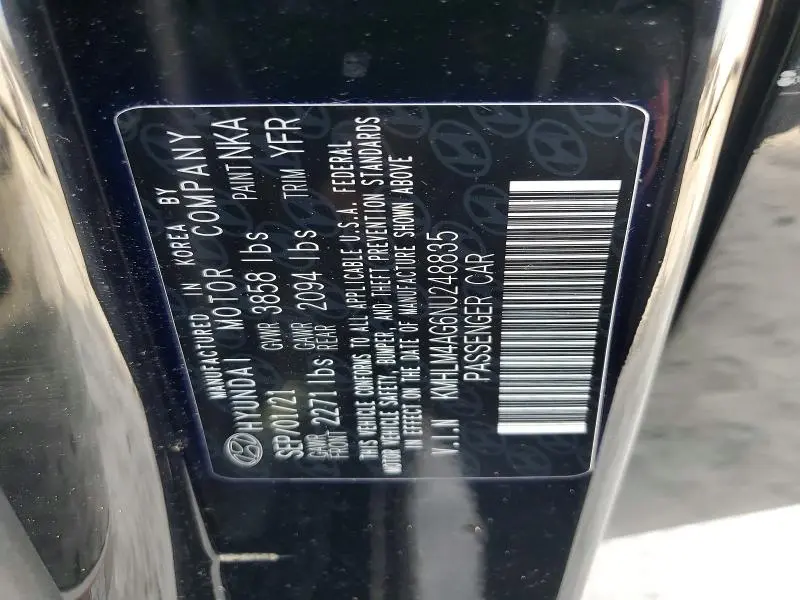 MANUFACTURED IN KOREA BY
HYUNDAI MOTOR COMPANY
SEP/01/21 GVWR 3858 lbs PAINT NKA
GAWR FRONT 2271 lbs GAWR REAR 2094 lbs TRIM YFR
THIS VEHICLE CONFORMS TO ALL APPLICABLE U.S.A. FEDERAL
MOTOR VEHICLE SAFETY, BUMPER, AND THEFT PREVENTION STANDARDS
IN EFFECT ON THE DATE OF MANUFACTURE SHOWN ABOVE
V.I.N KMHLM4AG6NU248835
PASSENGER CAR